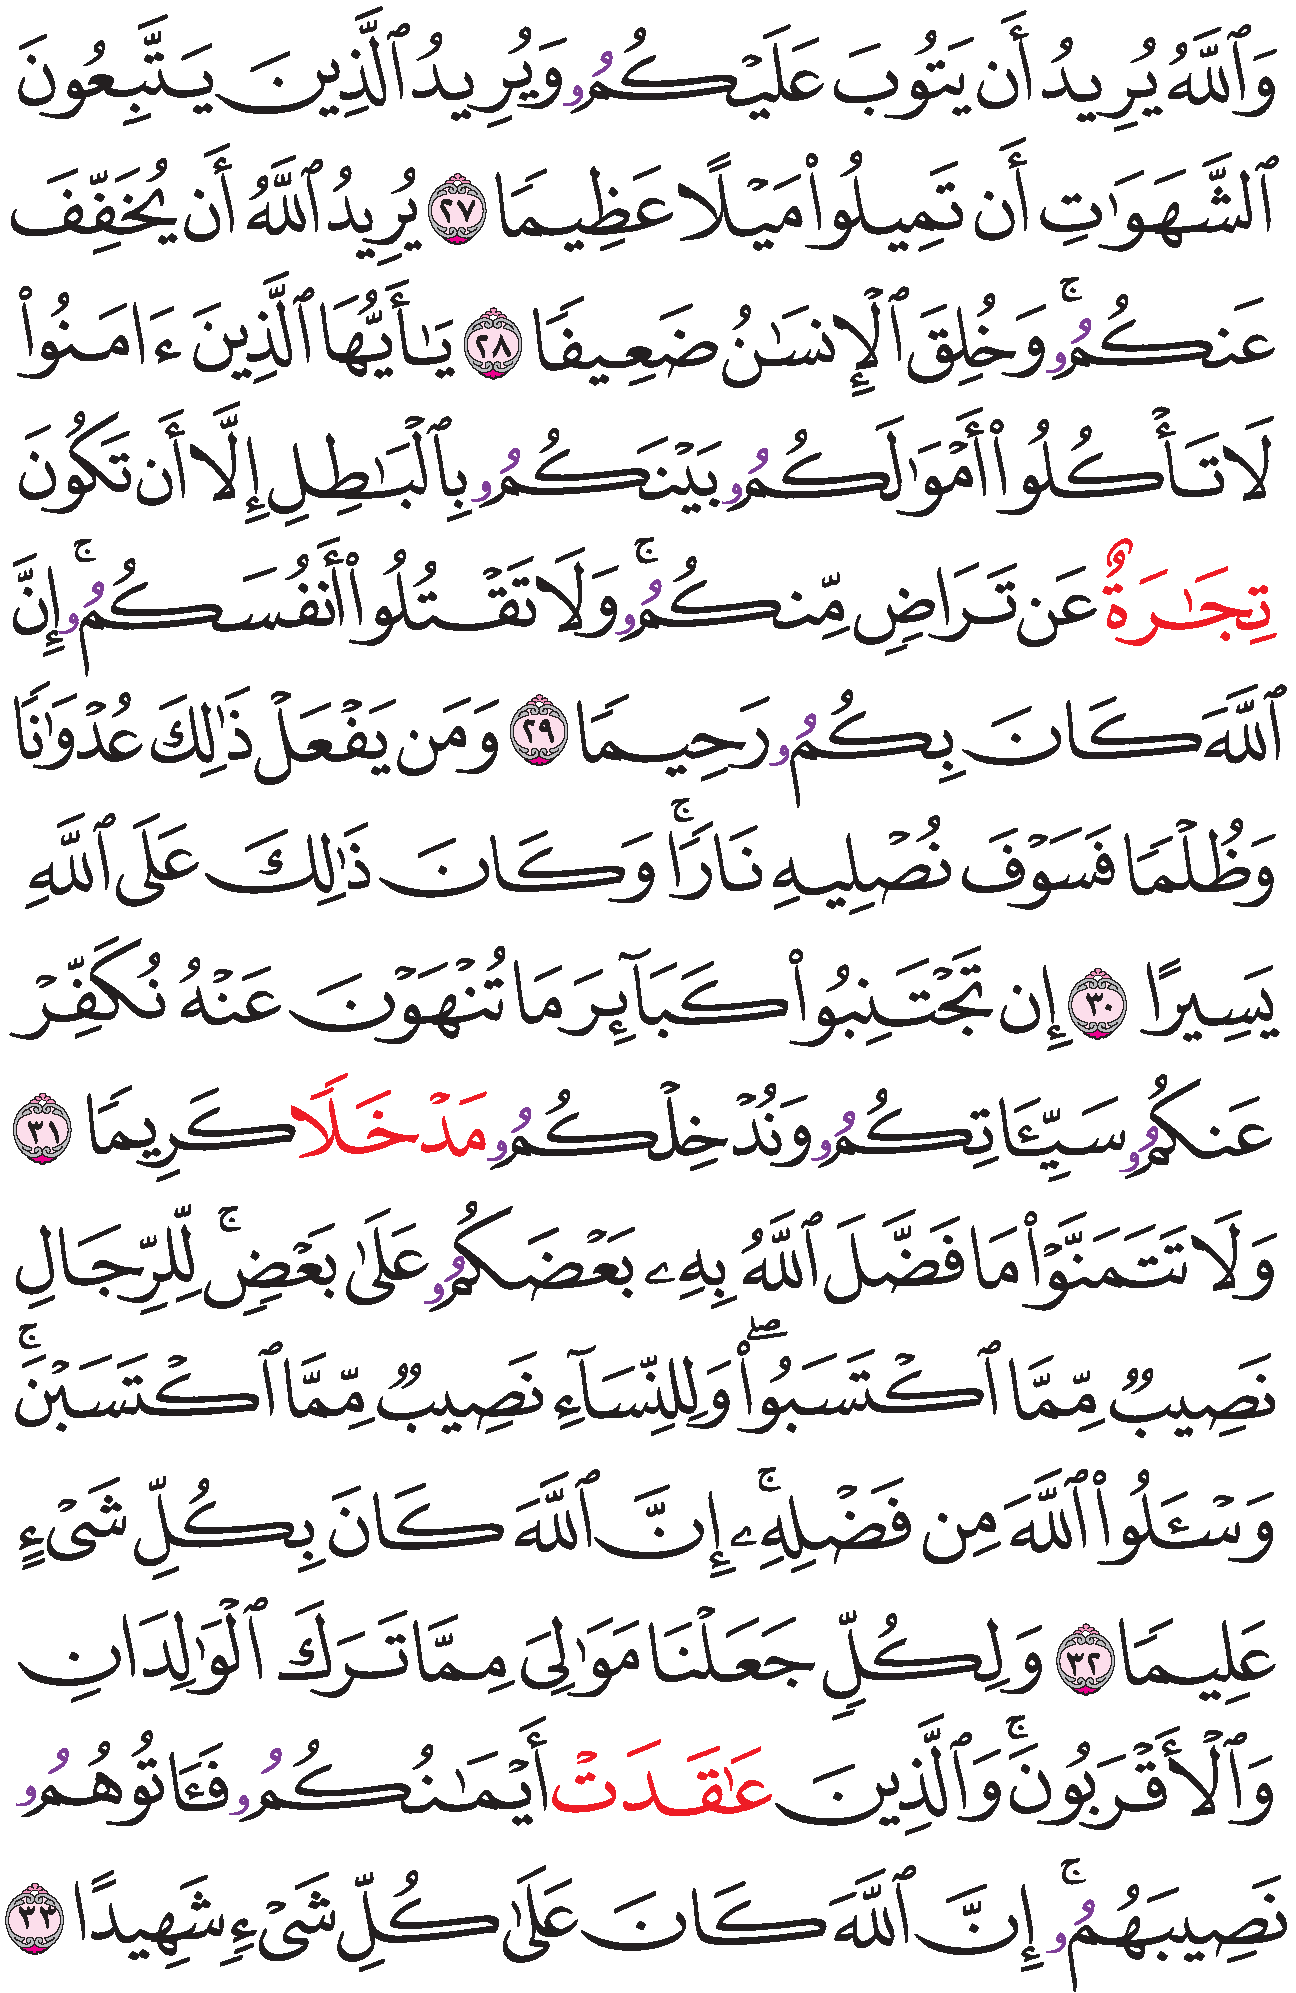 وَٱللَّهُ يُرِيدُ أَن يَتُوبَ عَلَيْكُمُۥ وَيُرِيدُ ٱلَّذِينَ يَتَّبِعُونَ
ٱلشَّهَوَٰتِ أَن تَمِيلُواْ مَيْلًا عَظِيمًا ٢٧ يُرِيدُ ٱللَّهُ أَن يُخَفِّفَ
عَنكُمُۥۚ وَخُلِقَ ٱلْإِنسَٰنُ ضَعِيفًا ٢٨ يَٰأَيُّهَا ٱلَّذِينَ ءَامَنُواْ
لَا تَأْكُلُواْ أَمْوَٰلَكُمُۥ بَيْنَكُمُۥ بِٱلْبَٰطِلِ إِلَّا أَن تَكُونَ
تِجَٰرَةٌ عَن تَرَاضٍ مِّنكُمُۥۚ وَلَا تَقْتُلُواْ أَنفُسَكُمُۥۚ إِنَّ
ٱللَّهَ كَانَ بِكُمُۥ رَحِيمًا ٢٩ وَمَن يَفْعَلْ ذَٰلِكَ عُدْوَٰنًا
وَظُلْمًا فَسَوْفَ نُصْلِيهِ نَارًاۚ وَكَانَ ذَٰلِكَ عَلَى ٱللَّهِ
يَسِيرًا ٣٠ إِن تَجْتَنِبُواْ كَبَآئِرَ مَا تُنْهَوْنَ عَنْهُ نُكَفِّرْ
عَنكُمُۥ سَيِّـَٔاتِكُمُۥ وَنُدْخِلْكُمُۥ مَدْخَلًا كَرِيمًا ٣١
وَلَا تَتَمَنَّوْاْ مَا فَضَّلَ ٱللَّهُ بِهِۦ بَعْضَكُمُۥ عَلَىٰ بَعْضٍۚ لِّلرِّجَالِ
نَصِيبٌ مِّمَّا ٱكْتَسَبُواْۖ وَلِلنِّسَآءِ نَصِيبٌ مِّمَّا ٱكْتَسَبْنَۚ
وَسْـَٔلُواْ ٱللَّهَ مِن فَضْلِهِۦۚ إِنَّ ٱللَّهَ كَانَ بِكُلِّ شَيْءٍ
عَلِيمًا ٣٢ وَلِكُلٍّ جَعَلْنَا مَوَٰلِيَ مِمَّا تَرَكَ ٱلْوَٰلِدَانِ
وَٱلْأَقْرَبُونَۚ وَٱلَّذِينَ عَٰقَدَتْ أَيْمَٰنُكُمُۥ فَـَٔاتُوهُمُۥ
نَصِيبَهُمُۥۚ إِنَّ ٱللَّهَ كَانَ عَلَىٰ كُلِّ شَيْءٍ شَهِيدًا ٣٣